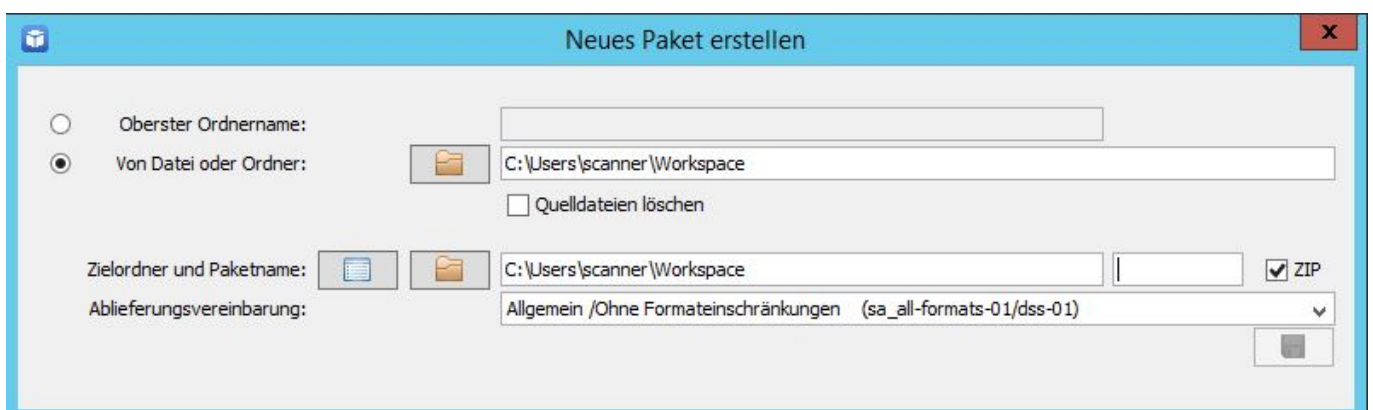 Neues Paket erstellen
x
Oberster Ordnername:
Von Datei oder Ordner: C:\Users\scanner\Workspace
Quelldateien löschen
Zielordner und Paketname: C:\Users\scanner\Workspace ZIP
Ablieferungsvereinbarung: Allgemein /Ohne Formateinschränkungen (sa_all-formats-01/dss-01)